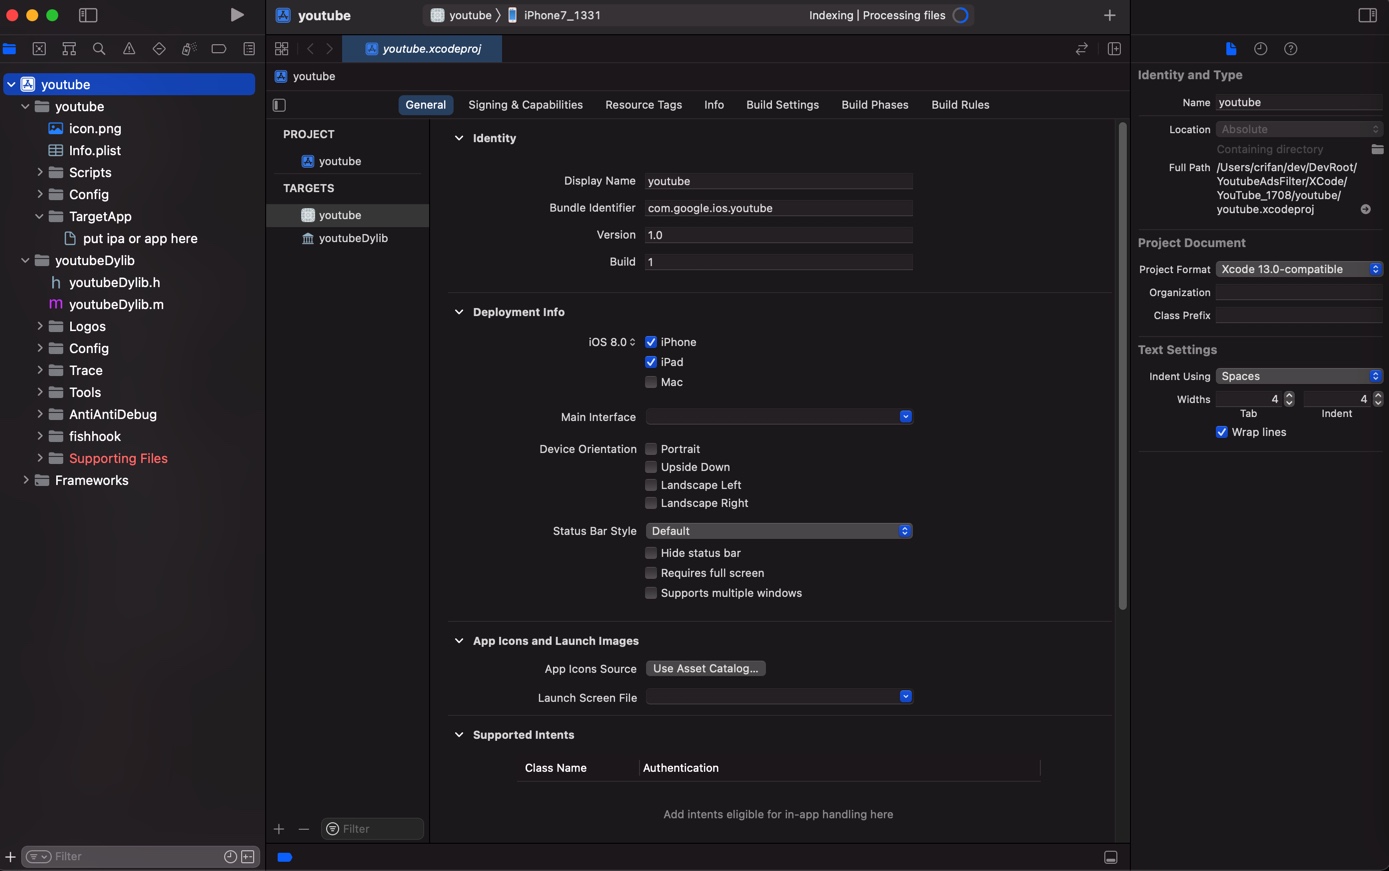 youtube
youtube
iPhone7_1331
Indexing | Processing files
youtube.xcodeproj
youtube
youtube
youtube
icon.png
Info.plist
Scripts
Config
TargetApp
put ipa or app here
youtubeDylib
h youtubeDylib.h
m youtubeDylib.m
Logos
Config
Trace
Tools
AntiAntiDebug
fishhook
Supporting Files
Frameworks
Filter
General Signing & Capabilities Resource Tags Info Build Settings Build Phases Build Rules
PROJECT
youtube
TARGETS
youtube
youtubeDylib
Filter
Identity
Display Name youtube
Bundle Identifier com.google.ios.youtube
Version 1.0
Build 1
Deployment Info
iOS 8.0 iPhone
iPad
Mac
Main Interface
Device Orientation Portrait
Upside Down
Landscape Left
Landscape Right
Status Bar Style Default
Hide status bar
Requires full screen
Supports multiple windows
App Icons and Launch Images
App Icons Source Use Asset Catalog...
Launch Screen File
Supported Intents
Class Name Authentication
Add intents eligible for in-app handling here
Identity and Type
Name youtube
Location Absolute
Containing directory
Full Path /Users/crifan/dev/DevRoot/
YoutubeAdsFilter/XCode/
YouTube_1708/youtube/
youtube.xcodeproj
Project Document
Project Format Xcode 13.0-compatible
Organization
Class Prefix
Text Settings
Indent Using Spaces
Widths 4 4
Tab Indent
Wrap lines